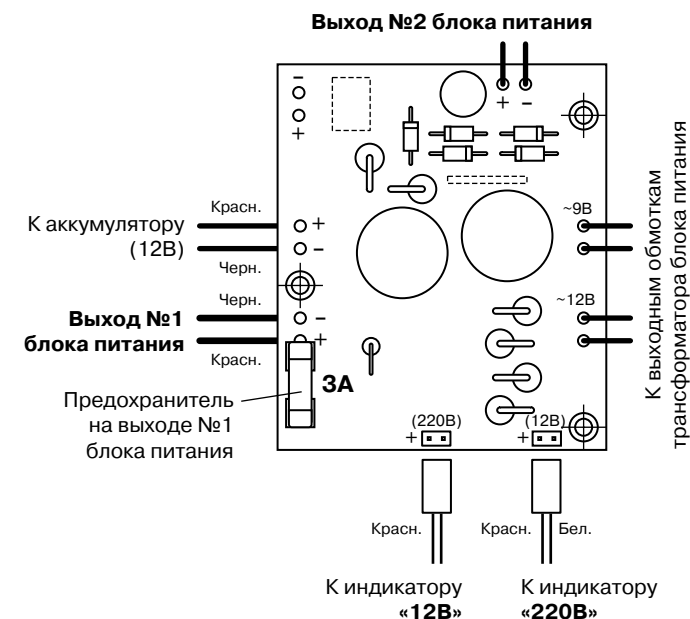 Выход №2 блока питания
–
+
+ –
Красн.
К аккумулятору
(12В)
+
–
Черн.
~9В
Черн.
Выход №1
блока питания
–
+
Красн.
~12В
К выходным обмоткам
трансформатора блока питания
3А
Предохранитель
на выходе №1
блока питания
(220В)
+
(12В)
+
Красн.
Красн.
Бел.
К индикатору
«12В»
К индикатору
«220В»